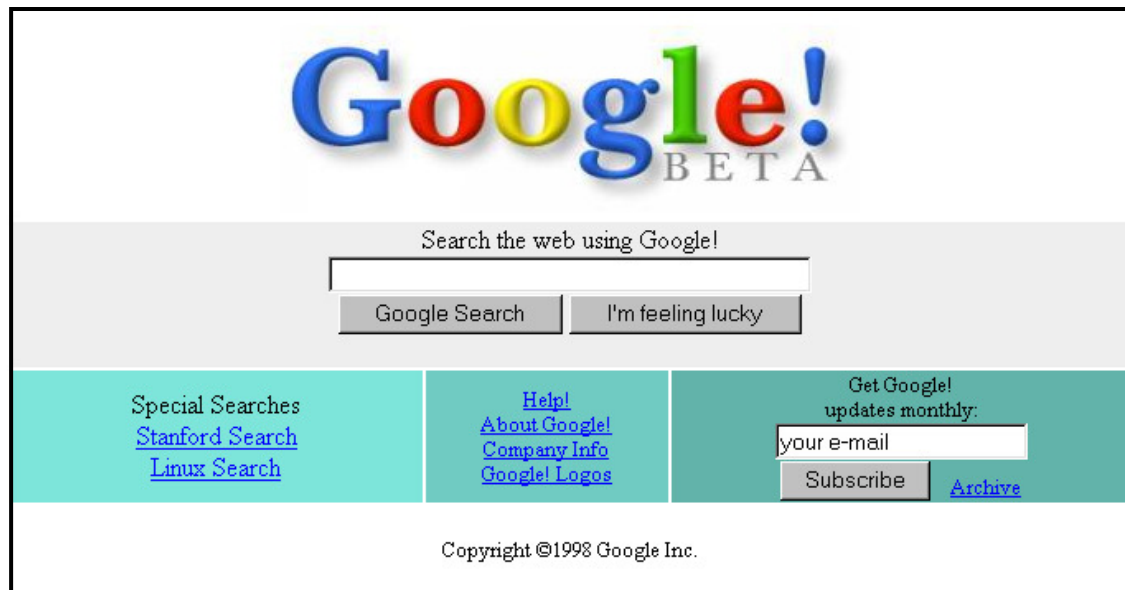 Google!
BETA
Search the web using Google!
Google Search
I'm feeling lucky
Special Searches
Stanford Search
Linux Search
Help!
About Google!
Company Info
Google! Logos
Get Google!
updates monthly:
your e-mail
Subscribe
Archive
Copyright ©1998 Google Inc.